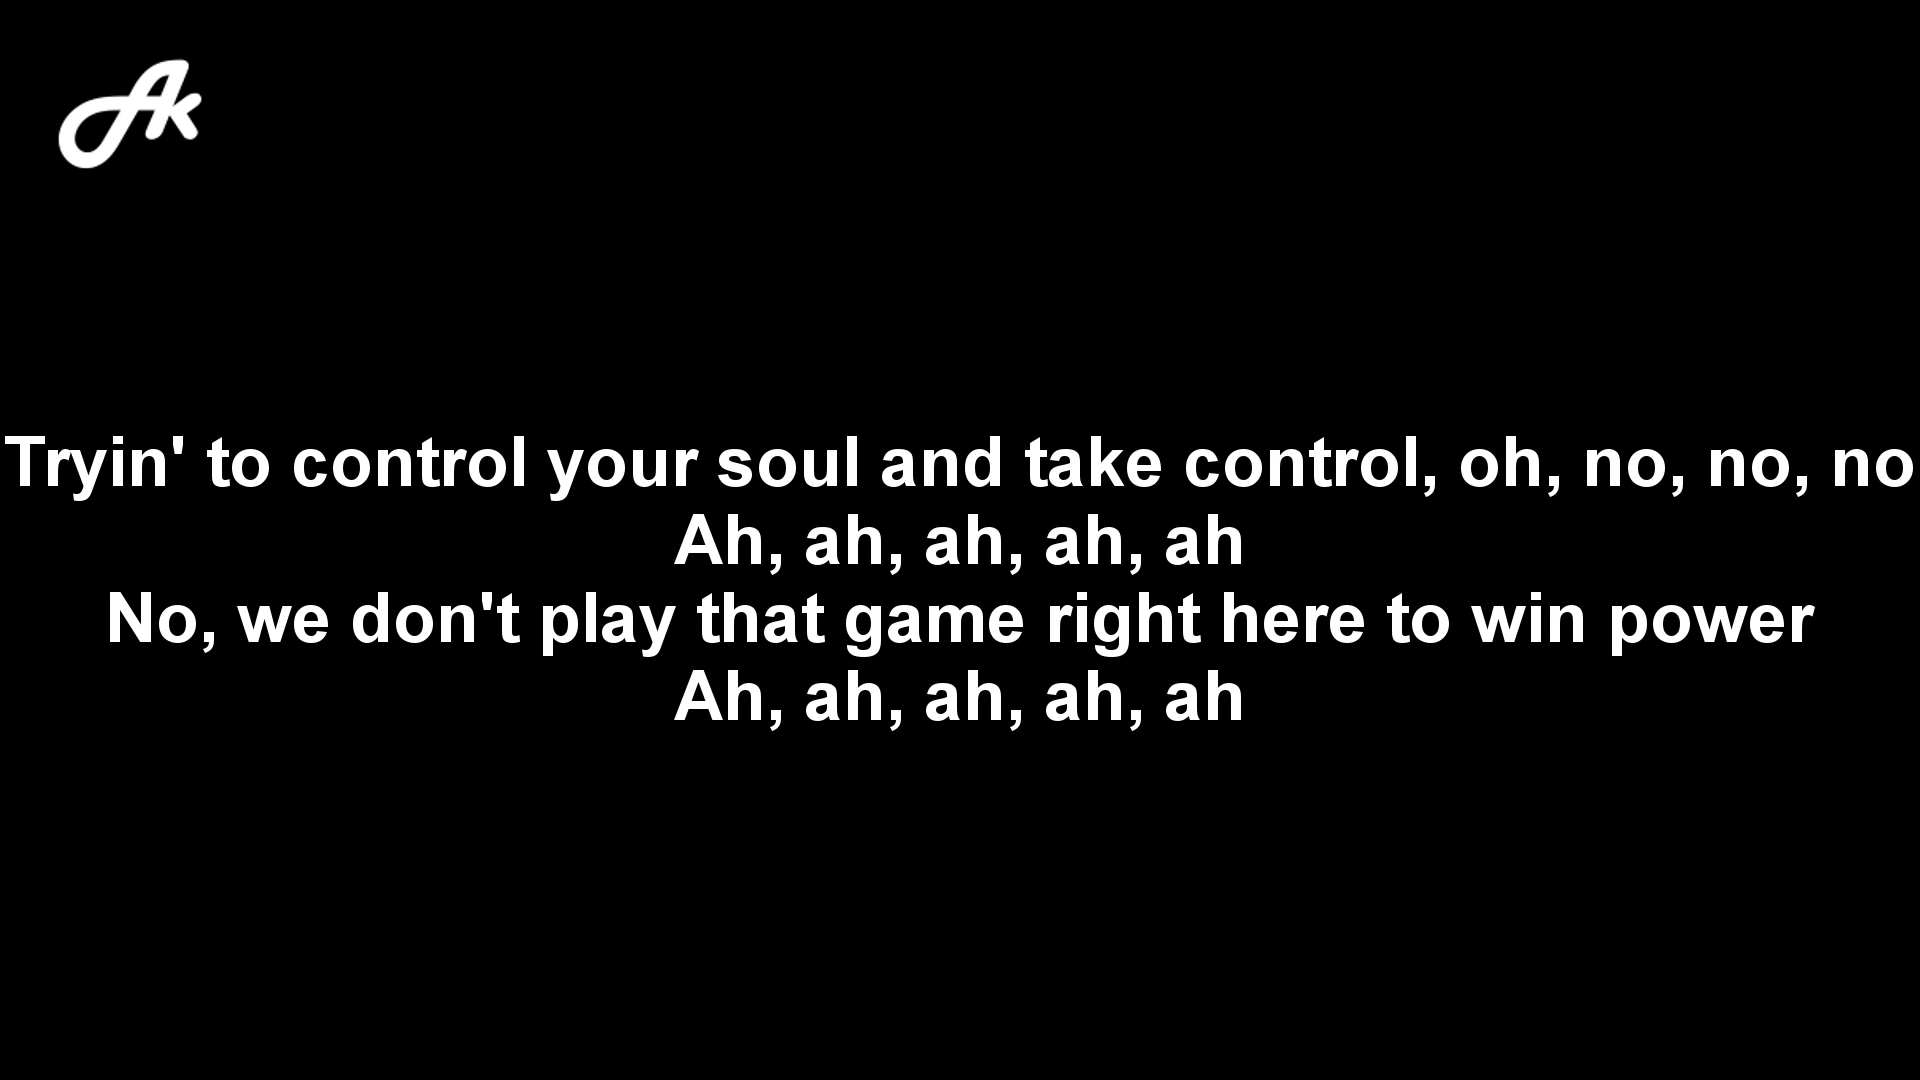 Ak
Tryin' to control your soul and take control, oh, no, no, no
Ah, ah, ah, ah, ah
No, we don't play that game right here to win power
Ah, ah, ah, ah, ah